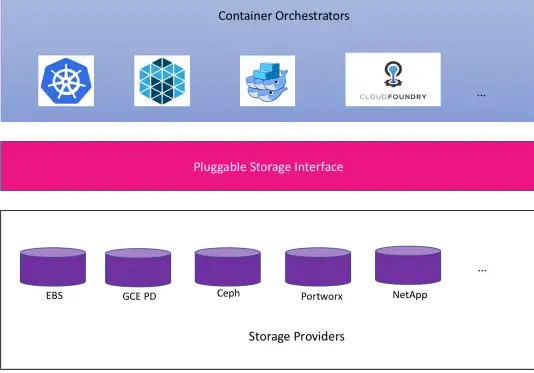 Container Orchestrators
CLOUDFOUNDRY
...
Pluggable Storage Interface
EBS
GCE PD
Ceph
Portworx
NetApp
...
Storage Providers